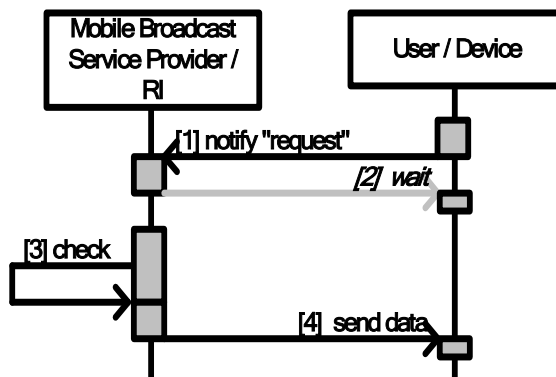 Mobile Broadcast
Service Provider /
RI
User / Device
[1] notify "request"
[2] wait
[3] check
[4] send data